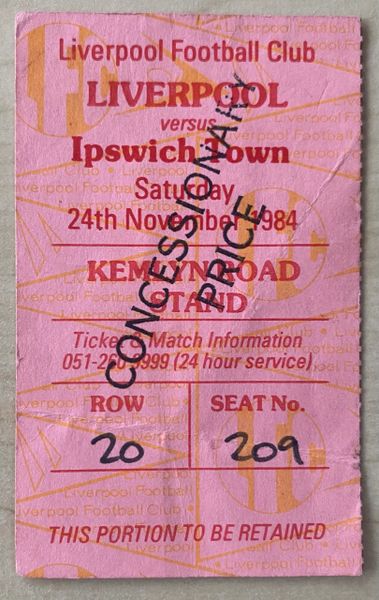 Liverpool Football Club
LIVERPOOL
versus
Ipswich Town
Saturday
24th November 1984
KEMLYN ROAD
STAND
CONCESSIONARY
PRICE
Ticket & Match Information
051-260 9999 (24 hour service)
ROW
SEAT No.
20
209
THIS PORTION TO BE RETAINED